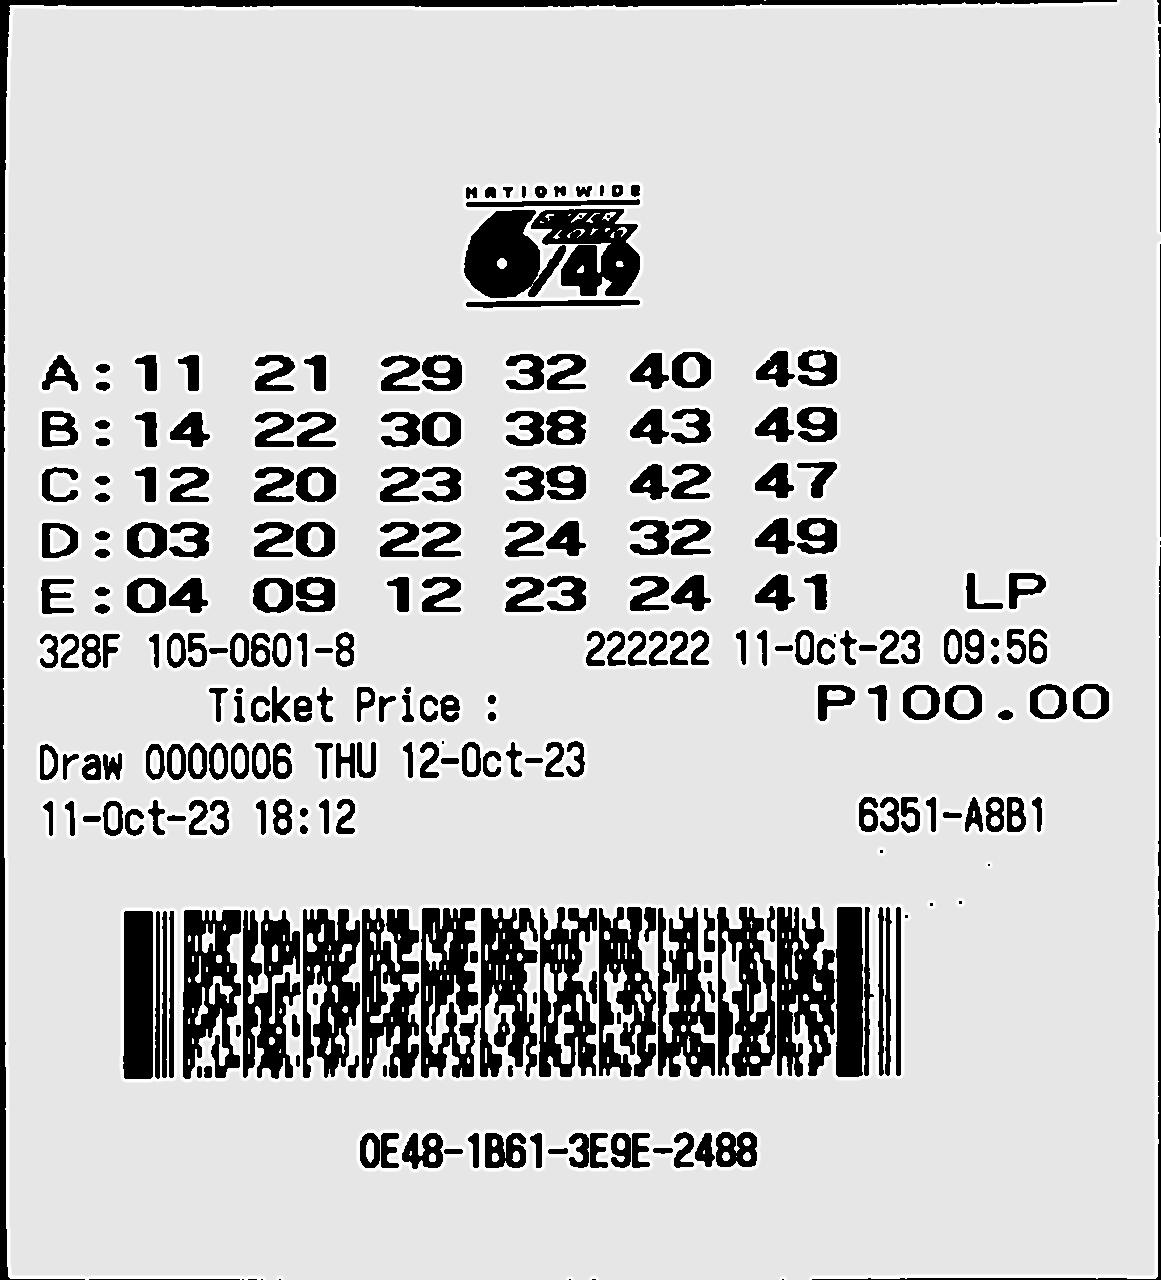 NATIONWIDE
SUPER
LOTTO
6/49
A: 11 21 29 32 40 49
B: 14 22 30 38 43 49
C: 12 20 23 39 42 47
D: 03 20 22 24 32 49
E: 04 09 12 23 24 41 LP
328F 105-0601-8 222222 11-Oct-23 09:56
Ticket Price : P100.00
Draw 0000006 THU 12-Oct-23
11-Oct-23 18:12 6351-A8B1
0E48-1B61-3E9E-2488